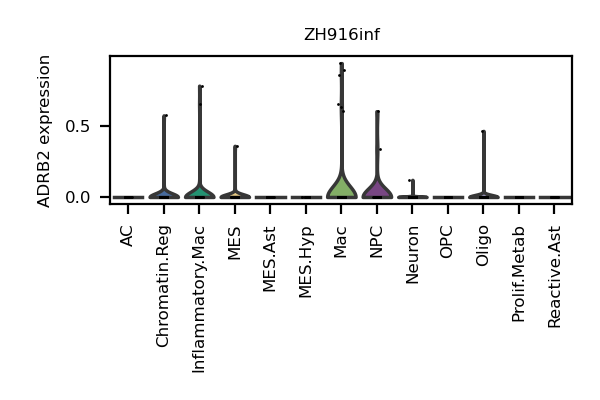 ZH916inf
ADRB2 expression
0.5
0.0
AC
Chromatin.Reg
Inflammatory.Mac
MES
MES.Ast
MES.Hyp
Mac
NPC
Neuron
OPC
Oligo
Prolif.Metab
Reactive.Ast